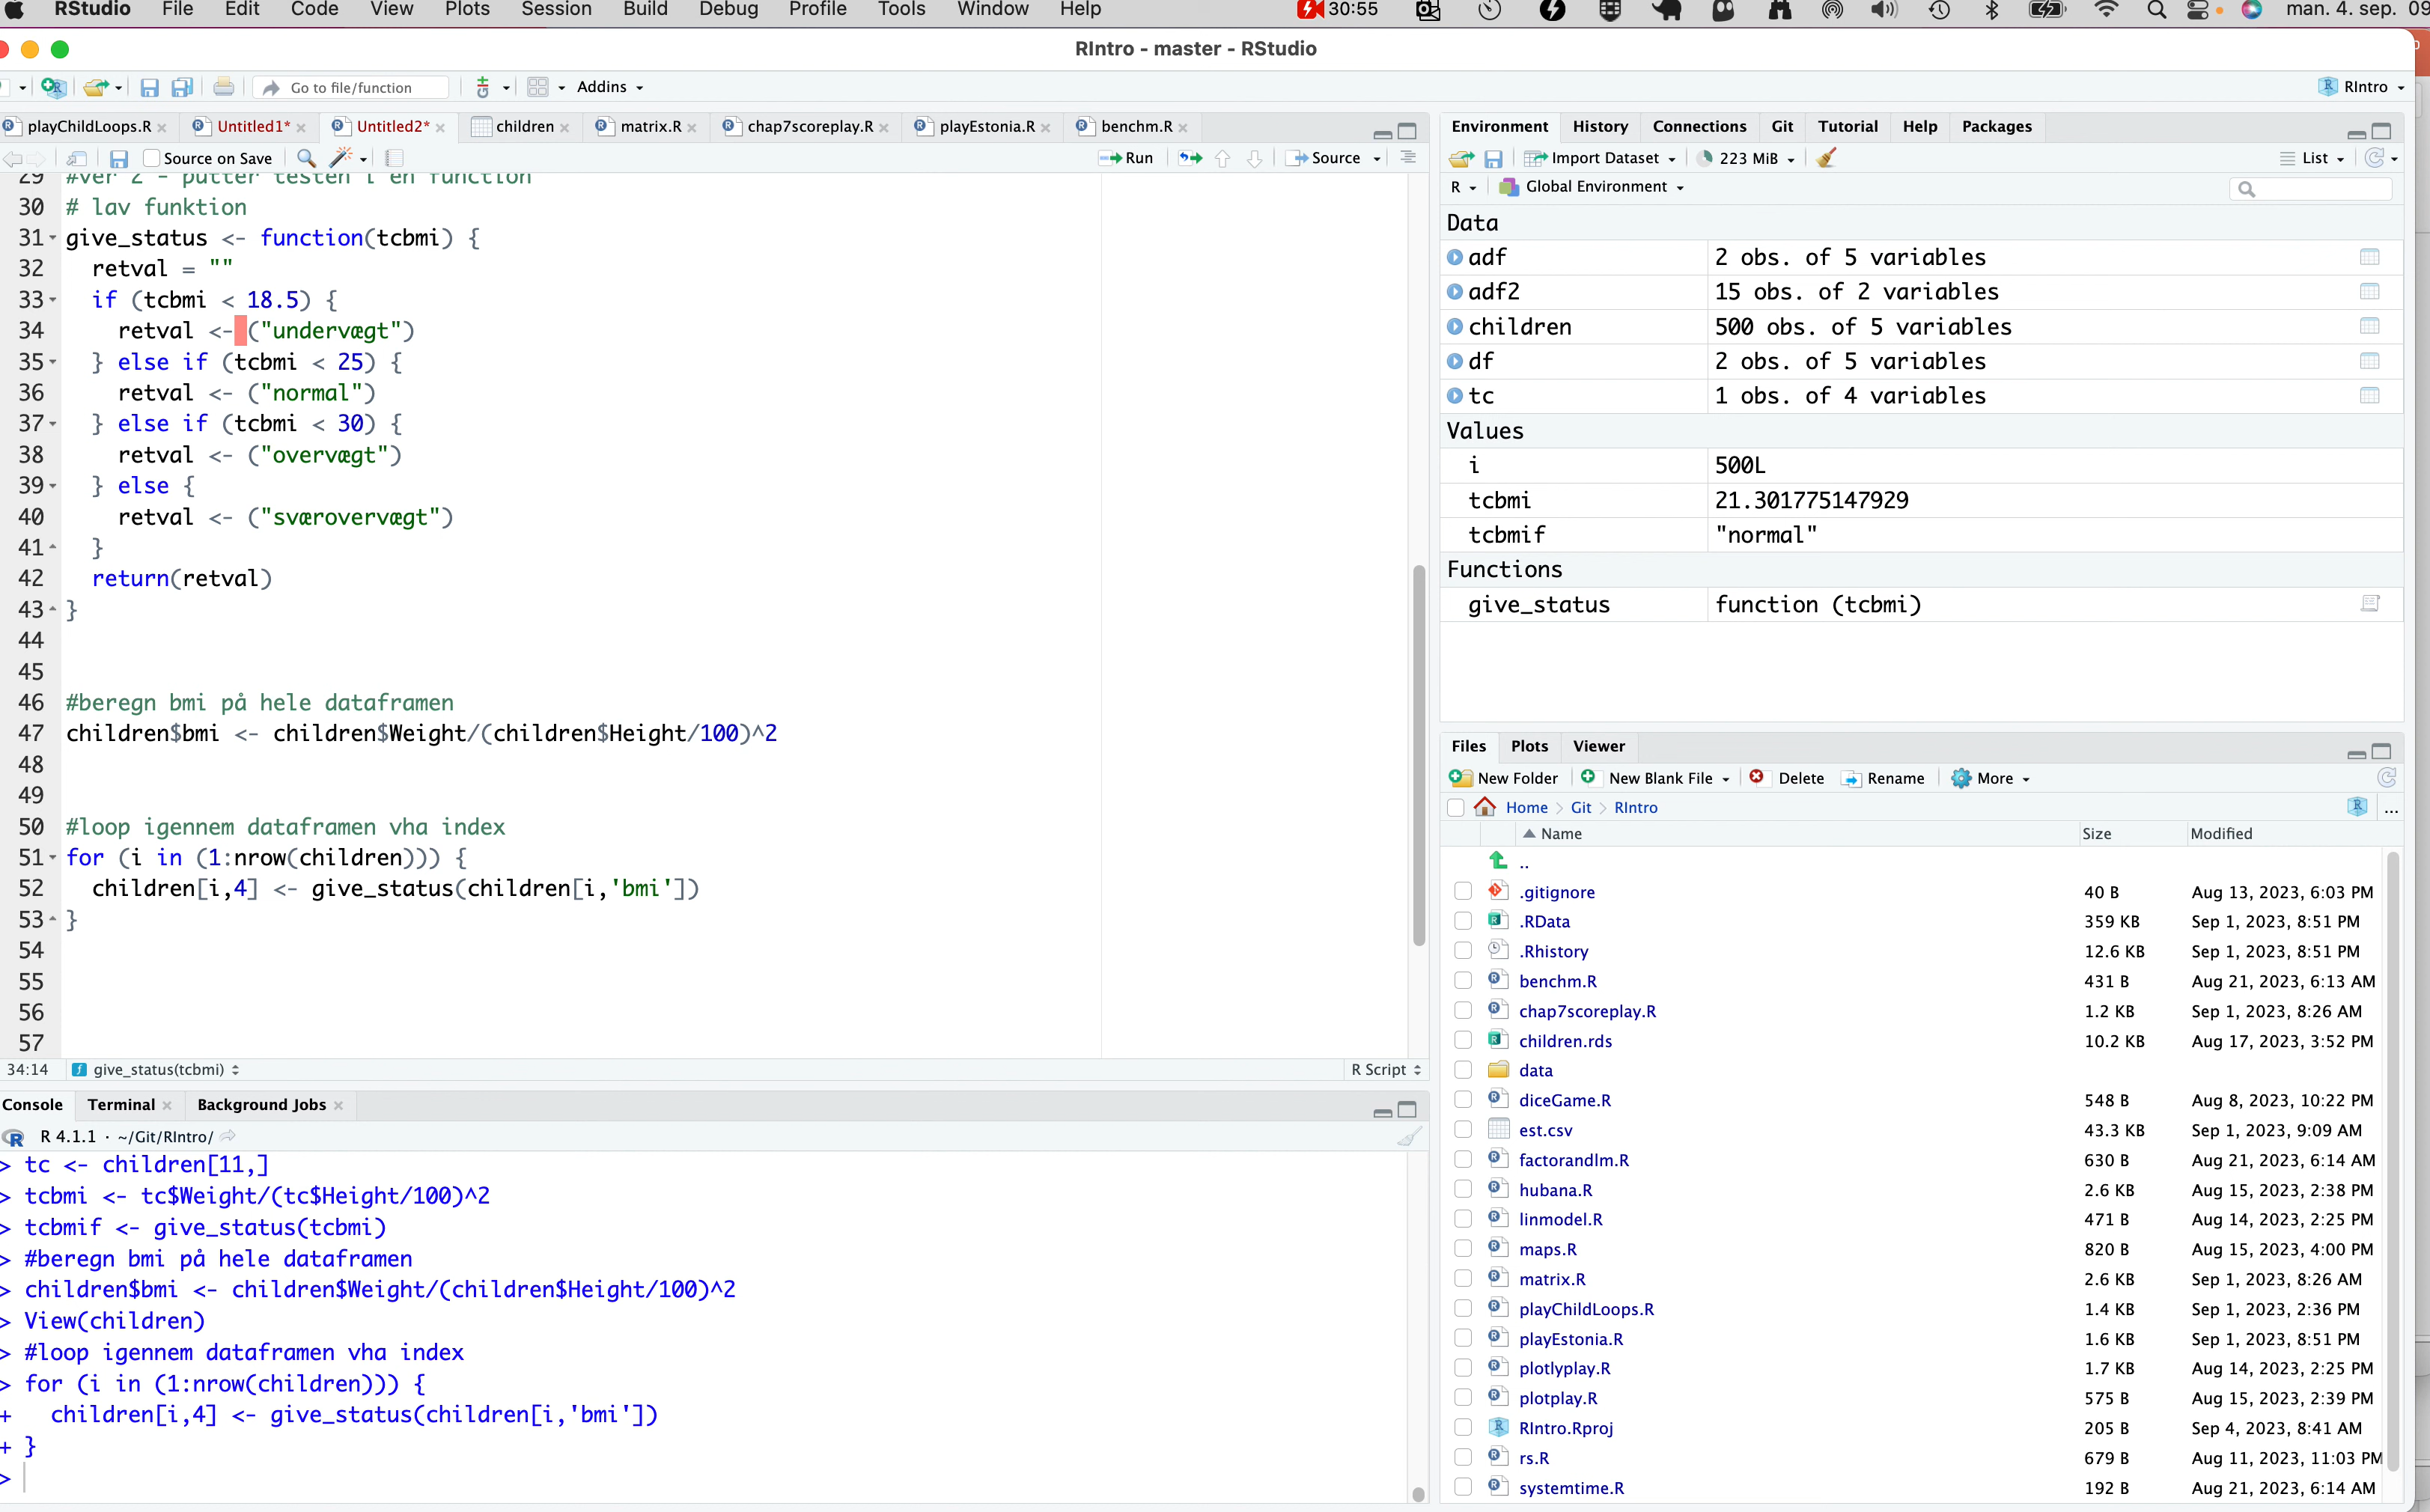 RStudio File Edit Code View Plots Session Build Debug Profile Tools Window Help 30:55 man. 4. sep. 09
RIntro - master - RStudio
Go to file/function Addins RIntro
playChildLoops.R Untitled1* Untitled2* children matrix.R chap7scoreplay.R playEstonia.R benchm.R
Source on Save Run Source
29 #ver 2 - putter testen i en function
30 # lav funktion
31 give_status <- function(tcbmi) {
32 retval = ""
33 if (tcbmi < 18.5) {
34 retval <- ("undervægt")
35 } else if (tcbmi < 25) {
36 retval <- ("normal")
37 } else if (tcbmi < 30) {
38 retval <- ("overvægt")
39 } else {
40 retval <- ("sværovervægt")
41 }
42 return(retval)
43 }
44
45
46 #beregn bmi på hele dataframen
47 children$bmi <- children$Weight/(children$Height/100)^2
48
49
50 #loop igennem dataframen vha index
51 for (i in (1:nrow(children))) {
52 children[i,4] <- give_status(children[i,'bmi'])
53 }
54
55
56
57
34:14 give_status(tcbmi) R Script
Console Terminal Background Jobs
R 4.1.1 · ~/Git/RIntro/
> tc <- children[11,]
> tcbmi <- tc$Weight/(tc$Height/100)^2
> tcbmif <- give_status(tcbmi)
> #beregn bmi på hele dataframen
> children$bmi <- children$Weight/(children$Height/100)^2
> View(children)
> #loop igennem dataframen vha index
> for (i in (1:nrow(children))) {
+ children[i,4] <- give_status(children[i,'bmi'])
+ }
>
Environment History Connections Git Tutorial Help Packages
Import Dataset 223 MiB List
R Global Environment
Data
adf 2 obs. of 5 variables
adf2 15 obs. of 2 variables
children 500 obs. of 5 variables
df 2 obs. of 5 variables
tc 1 obs. of 4 variables
Values
i 500L
tcbmi 21.301775147929
tcbmif "normal"
Functions
give_status function (tcbmi)
Files Plots Viewer
New Folder New Blank File Delete Rename More
Home Git RIntro ...
Name Size Modified
..
.gitignore 40 B Aug 13, 2023, 6:03 PM
.RData 359 KB Sep 1, 2023, 8:51 PM
.Rhistory 12.6 KB Sep 1, 2023, 8:51 PM
benchm.R 431 B Aug 21, 2023, 6:13 AM
chap7scoreplay.R 1.2 KB Sep 1, 2023, 8:26 AM
children.rds 10.2 KB Aug 17, 2023, 3:52 PM
data
diceGame.R 548 B Aug 8, 2023, 10:22 PM
est.csv 43.3 KB Sep 1, 2023, 9:09 AM
factorandlm.R 630 B Aug 21, 2023, 6:14 AM
hubana.R 2.6 KB Aug 15, 2023, 2:38 PM
linmodel.R 471 B Aug 14, 2023, 2:25 PM
maps.R 820 B Aug 15, 2023, 4:00 PM
matrix.R 2.6 KB Sep 1, 2023, 8:26 AM
playChildLoops.R 1.4 KB Sep 1, 2023, 2:36 PM
playEstonia.R 1.6 KB Sep 1, 2023, 8:51 PM
plotlyplay.R 1.7 KB Aug 14, 2023, 2:25 PM
plotplay.R 575 B Aug 15, 2023, 2:39 PM
RIntro.Rproj 205 B Sep 4, 2023, 8:41 AM
rs.R 679 B Aug 11, 2023, 11:03 PM
systemtime.R 192 B Aug 21, 2023, 6:14 AM